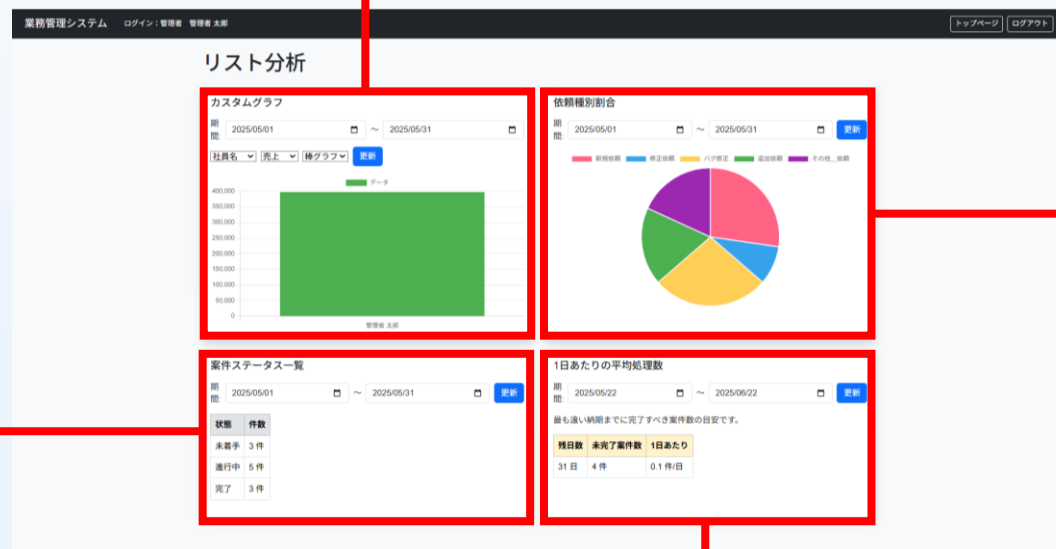 業務管理システム ログイン：管理者 管理者 太郎 トップページ ログアウト
リスト分析
カスタムグラフ
期間: 2025/05/01 ～ 2025/05/31
社員名 売上 棒グラフ 更新
データ
400,000
350,000
300,000
250,000
200,000
150,000
100,000
50,000
0
管理者 太郎
依頼種別割合
期間: 2025/05/01 ～ 2025/05/31 更新
新規依頼 修正依頼 バグ修正 追加依頼 その他_依頼
案件ステータス一覧
期間: 2025/05/01 ～ 2025/05/31 更新
状態 件数
未着手 3 件
進行中 5 件
完了 3 件
1日あたりの平均処理数
期間: 2025/05/22 ～ 2025/06/22 更新
最も遠い納期までに完了すべき案件数の目安です。
残日数 未完了案件数 1日あたり
31 日 4 件 0.1 件/日